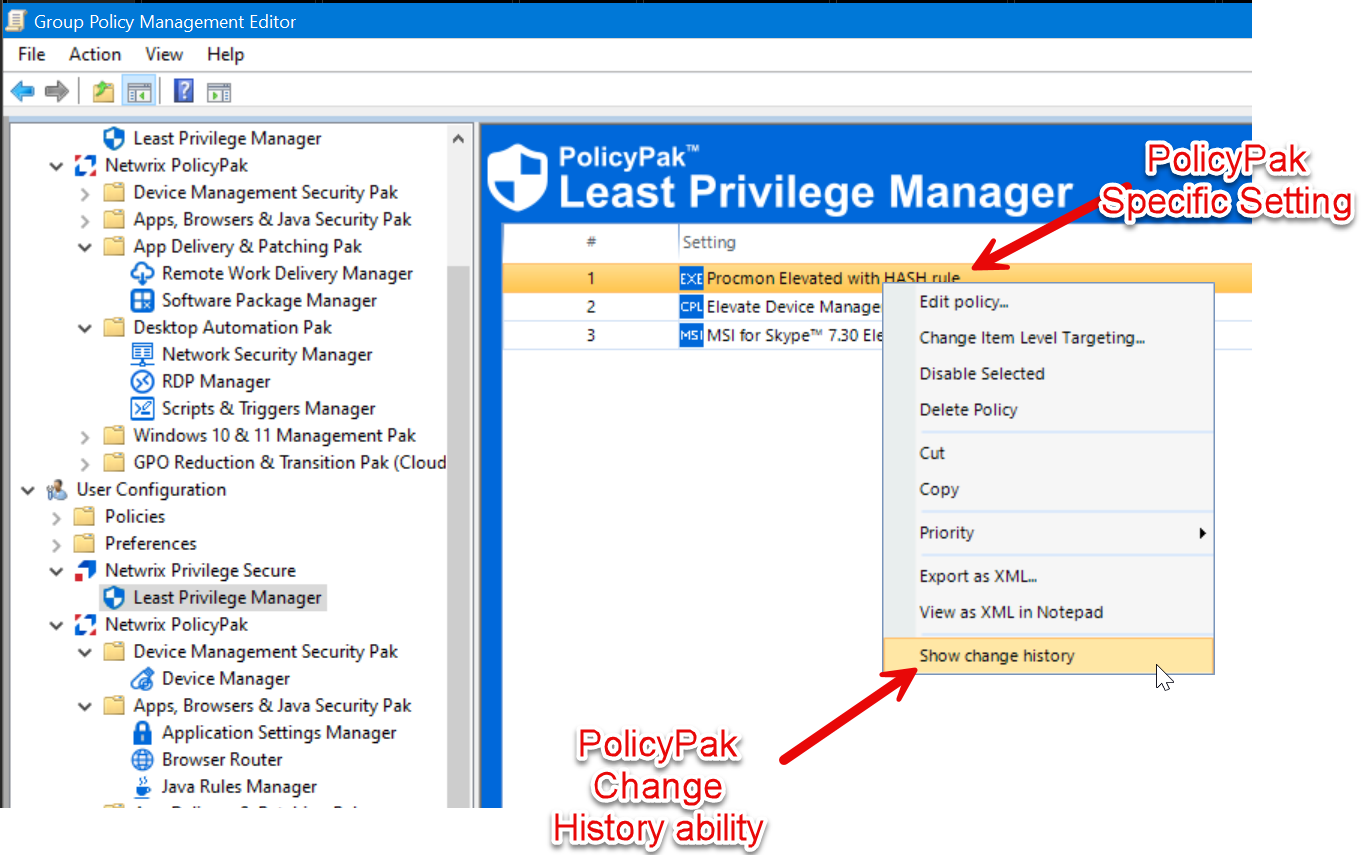 Group Policy Management Editor
File Action View Help
Least Privilege Manager
Netwrix PolicyPak
Device Management Security Pak
Apps, Browsers & Java Security Pak
App Delivery & Patching Pak
Remote Work Delivery Manager
Software Package Manager
Desktop Automation Pak
Network Security Manager
RDP Manager
Scripts & Triggers Manager
Windows 10 & 11 Management Pak
GPO Reduction & Transition Pak (Cloud
User Configuration
Policies
Preferences
Netwrix Privilege Secure
Least Privilege Manager
Netwrix PolicyPak
Device Management Security Pak
Device Manager
Apps, Browsers & Java Security Pak
Application Settings Manager
Browser Router
Java Rules Manager
PolicyPak™
Least Privilege Manager
# Setting
1 EXE Procmon Elevated with HASH rule
2 CPL Elevate Device Manage
3 MSI MSI for Skype™ 7.30 Ele
Edit policy...
Change Item Level Targeting...
Disable Selected
Delete Policy
Cut
Copy
Priority
Export as XML...
View as XML in Notepad
Show change history
PolicyPak
Specific Setting
PolicyPak
Change
History ability